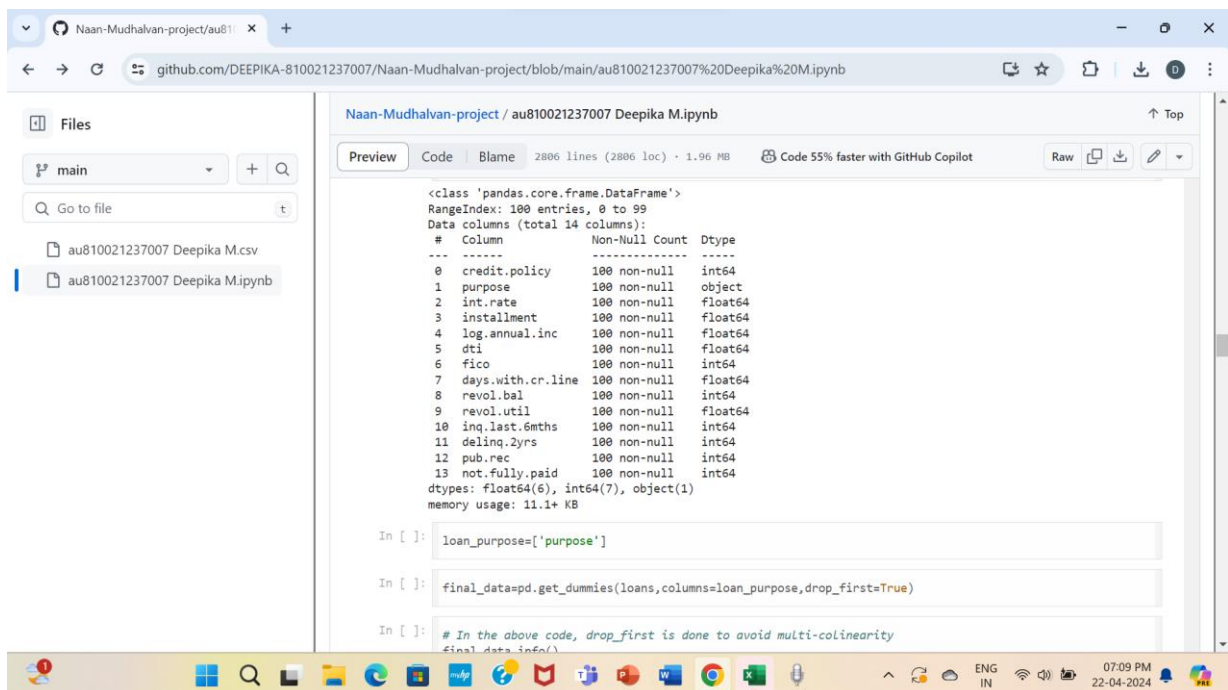 Naan-Mudhalvan-project/au810
github.com/DEEPIKA-810021237007/Naan-Mudhalvan-project/blob/main/au810021237007%20Deepika%20M.ipynb
D
Files
main
Go to file
t
au810021237007 Deepika M.csv
au810021237007 Deepika M.ipynb
Naan-Mudhalvan-project / au810021237007 Deepika M.ipynb
Top
Preview Code Blame 2806 lines (2806 loc) · 1.96 MB Code 55% faster with GitHub Copilot Raw
<class 'pandas.core.frame.DataFrame'>
RangeIndex: 100 entries, 0 to 99
Data columns (total 14 columns):
# Column Non-Null Count Dtype
--- ------ -------------- -----
0 credit.policy 100 non-null int64
1 purpose 100 non-null object
2 int.rate 100 non-null float64
3 installment 100 non-null float64
4 log.annual.inc 100 non-null float64
5 dti 100 non-null float64
6 fico 100 non-null int64
7 days.with.cr.line 100 non-null float64
8 revol.bal 100 non-null int64
9 revol.util 100 non-null float64
10 inq.last.6mths 100 non-null int64
11 delinq.2yrs 100 non-null int64
12 pub.rec 100 non-null int64
13 not.fully.paid 100 non-null int64
dtypes: float64(6), int64(7), object(1)
memory usage: 11.1+ KB
In [ ]: loan_purpose=['purpose']
In [ ]: final_data=pd.get_dummies(loans,columns=loan_purpose,drop_first=True)
In [ ]: # In the above code, drop_first is done to avoid multi-colinearity
final_data.info()
1
ENG
IN
07:09 PM
22-04-2024
PRE